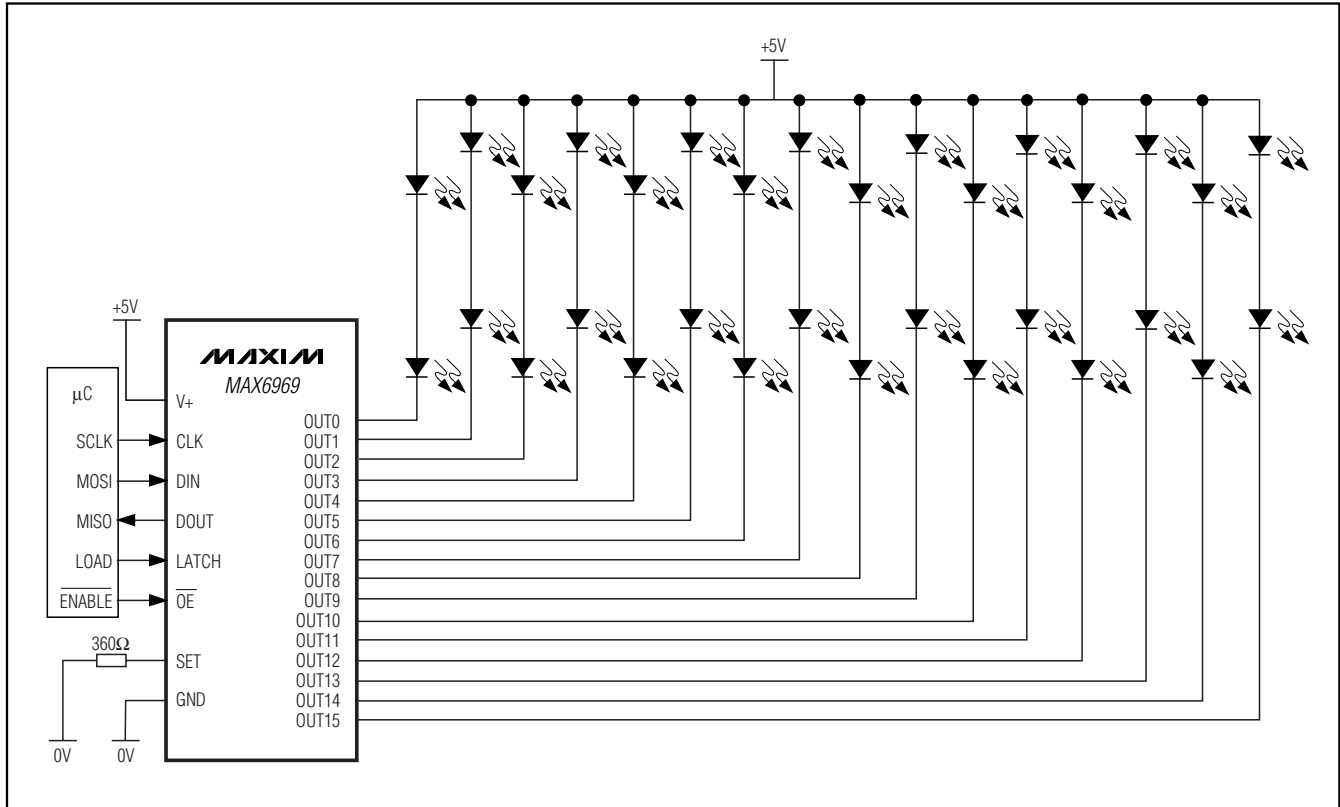 +5V
+5V
MAXIM
MAX6969
µC
SCLK
MOSI
MISO
LOAD
ENABLE
V+
CLK
DIN
DOUT
LATCH
OE
SET
GND
OUT0
OUT1
OUT2
OUT3
OUT4
OUT5
OUT6
OUT7
OUT8
OUT9
OUT10
OUT11
OUT12
OUT13
OUT14
OUT15
360Ω
0V
0V